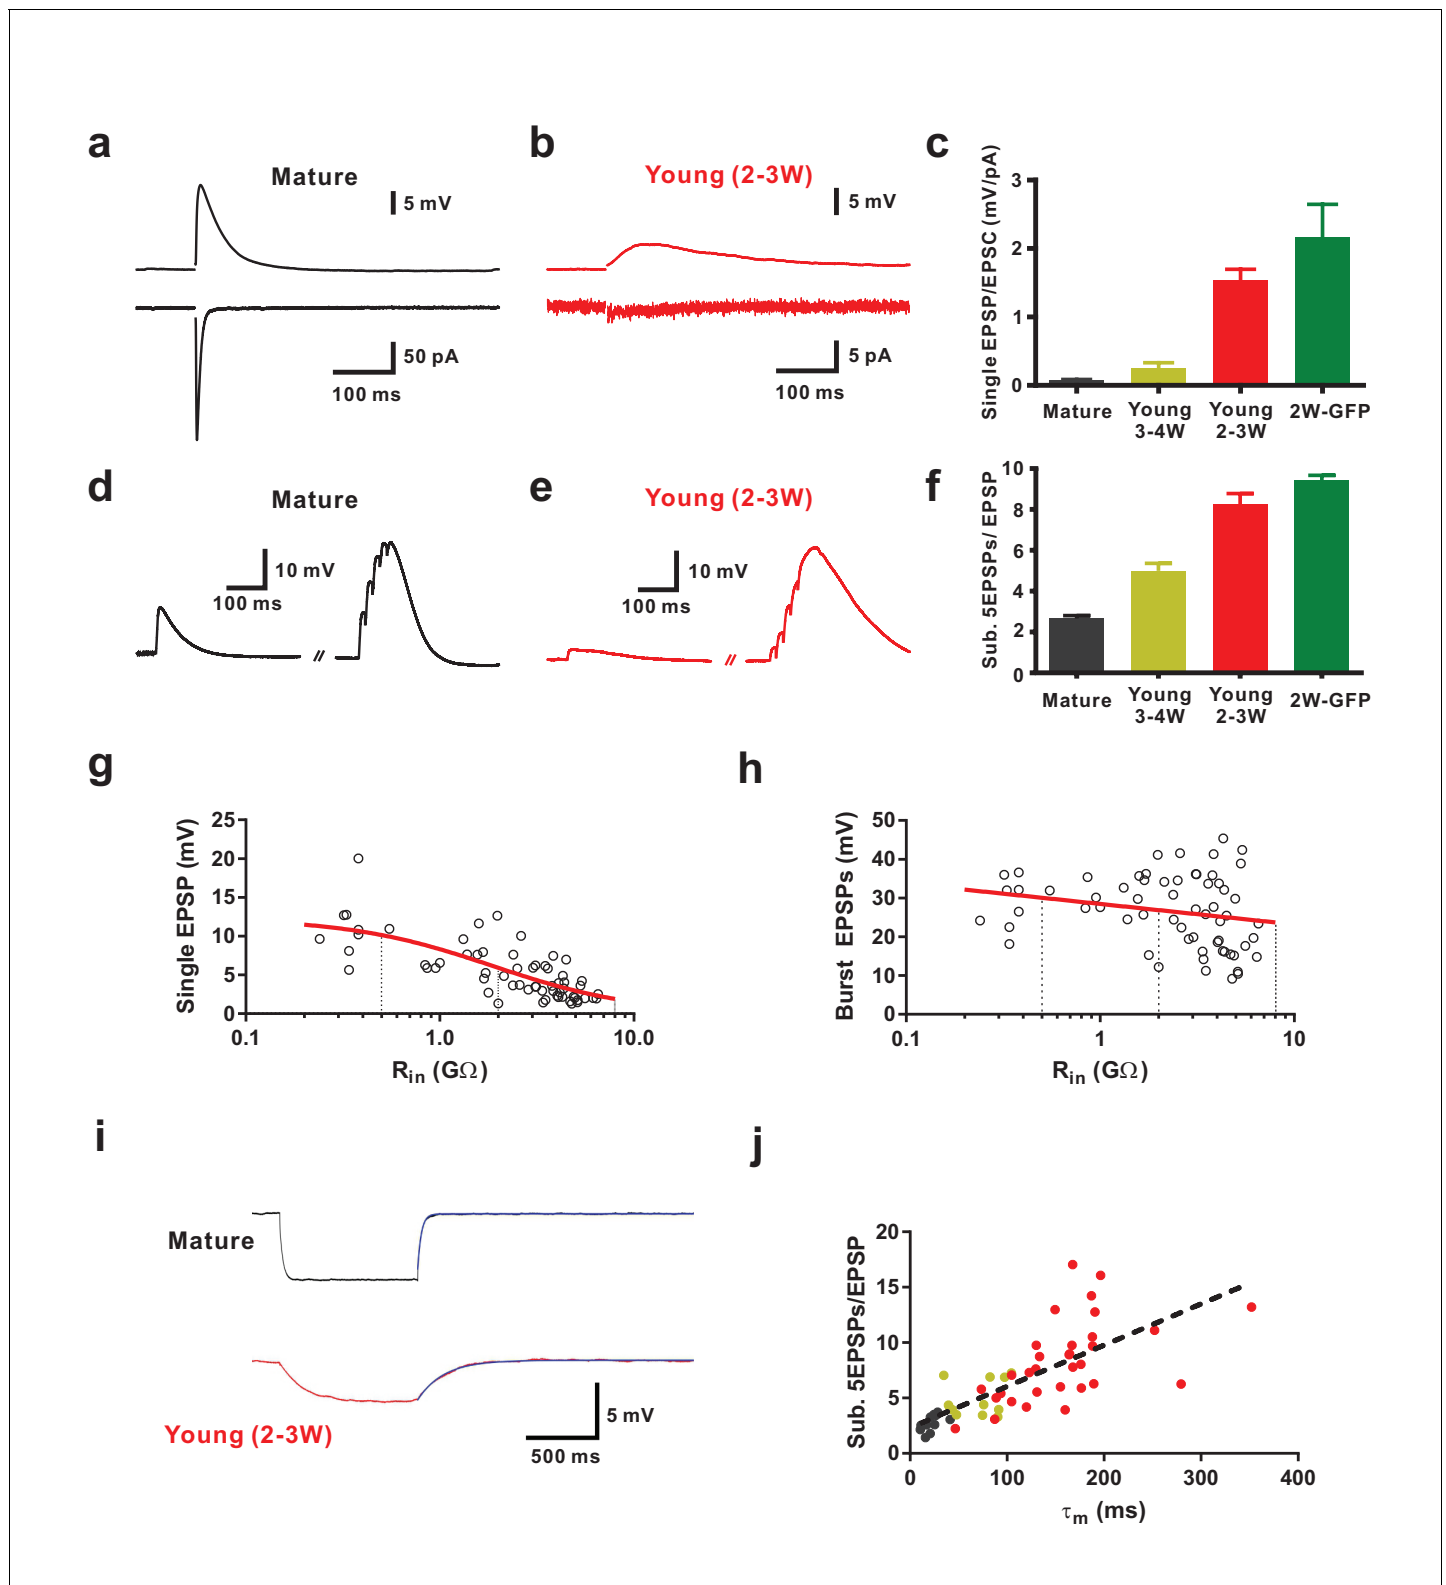 a
Mature
5 mV
50 pA
100 ms
b
Young (2-3W)
5 mV
5 pA
100 ms
c
Single EPSP/EPSC (mV/pA)
3
2
1
0
Mature
Young
3-4W
Young
2-3W
2W-GFP
d
Mature
10 mV
100 ms
//
e
Young (2-3W)
10 mV
100 ms
//
f
Sub. 5EPSPs/ EPSP
10
8
6
4
2
0
Mature
Young
3-4W
Young
2-3W
2W-GFP
g
Single EPSP (mV)
25
20
15
10
5
0
0.1
1.0
10.0
Rin (GΩ)
h
Burst EPSPs (mV)
50
40
30
20
10
0
0.1
1
10
Rin (GΩ)
i
Mature
Young (2-3W)
5 mV
500 ms
j
Sub. 5EPSPs/EPSP
20
15
10
5
0
0
100
200
300
400
τm (ms)